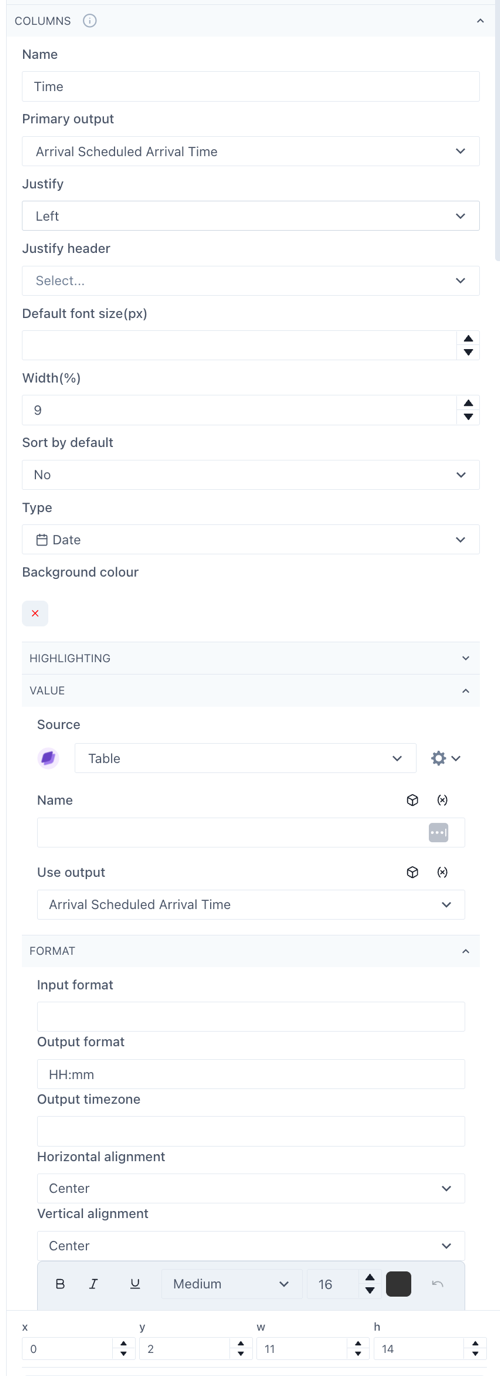 COLUMNS
Name
Time
Primary output
Arrival Scheduled Arrival Time
Justify
Left
Justify header
Select...
Default font size(px)
Width(%)
9
Sort by default
No
Type
Date
Background colour
HIGHLIGHTING
VALUE
Source
Table
Name
(x)
Use output
(x)
Arrival Scheduled Arrival Time
FORMAT
Input format
Output format
HH:mm
Output timezone
Horizontal alignment
Center
Vertical alignment
Center
B I U Medium 16
x y w h
0 2 11 14